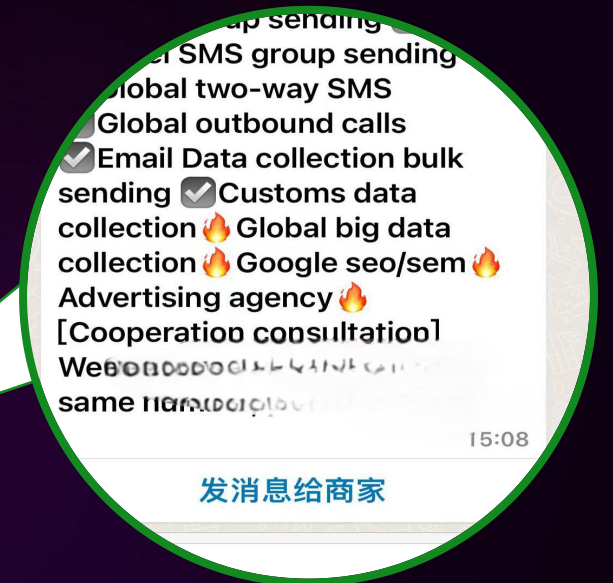 sending
SMS group sending
two-way SMS
Global outbound calls
☑Email Data collection bulk
sending ☑Customs data
collection🔥Global big data
collection🔥Google seo/sem🔥
Advertising agency🔥
[Cooperation consultation]
same
15:08
发消息给商家